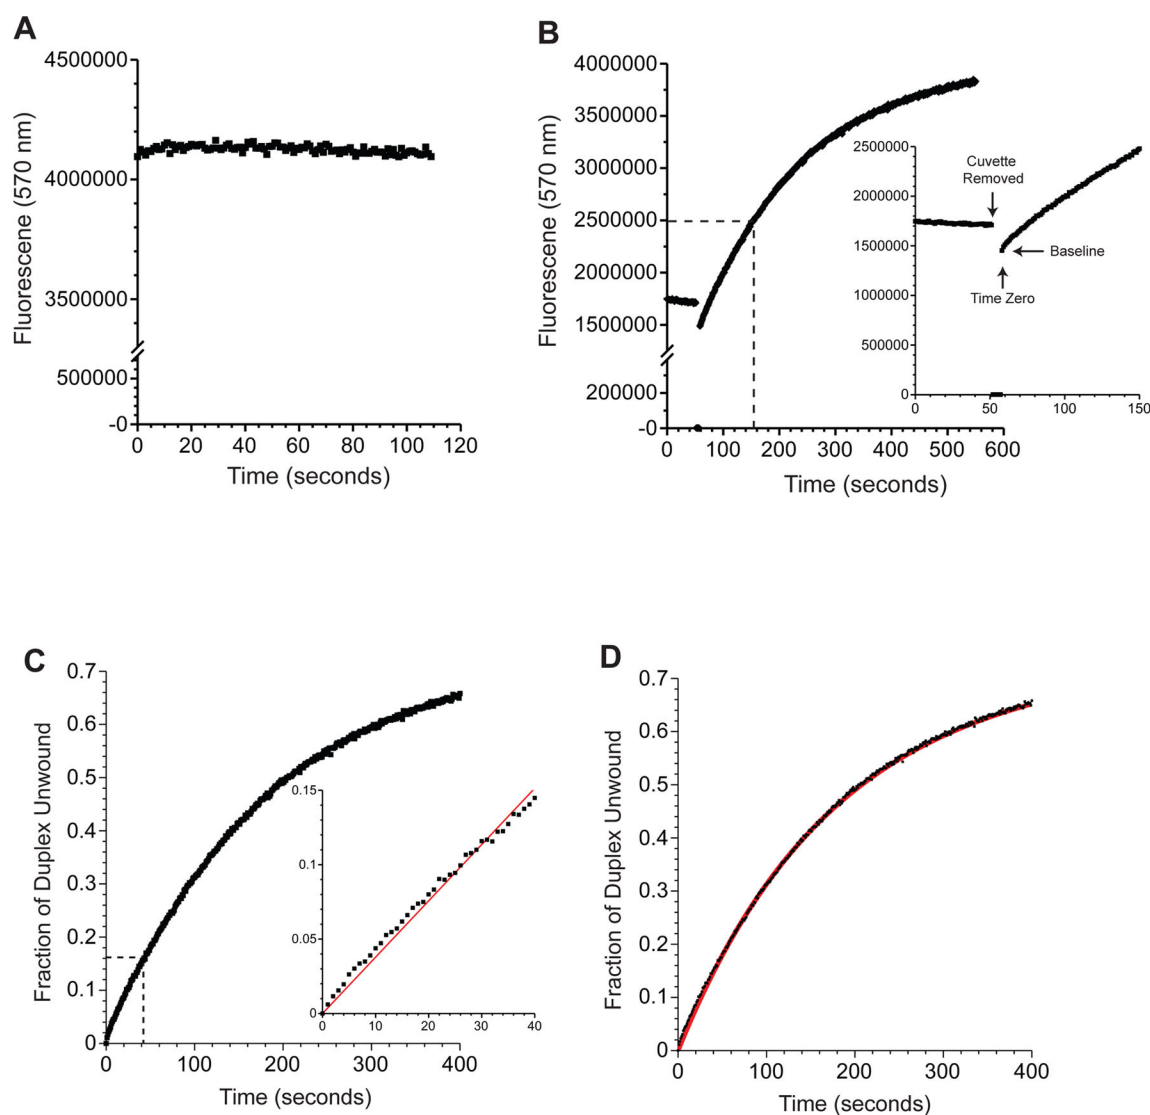 A
4500000
4000000
3500000
500000
-0
0 20 40 60 80 100 120
Fluorescene (570 nm)
Time (seconds)
B
4000000
3500000
3000000
2500000
2000000
1500000
200000
-0
0 100 200 300 400 500 600
Fluorescene (570 nm)
Time (seconds)
2500000
2000000
1500000
1000000
500000
0
0 50 100 150
Cuvette
Removed
Baseline
Time Zero
C
0.7
0.6
0.5
0.4
0.3
0.2
0.1
0
0 100 200 300 400
Fraction of Duplex Unwound
Time (seconds)
0.15
0.1
0.05
0
0 10 20 30 40
D
0.7
0.6
0.5
0.4
0.3
0.2
0.1
0
0 100 200 300 400
Fraction of Duplex Unwound
Time (seconds)